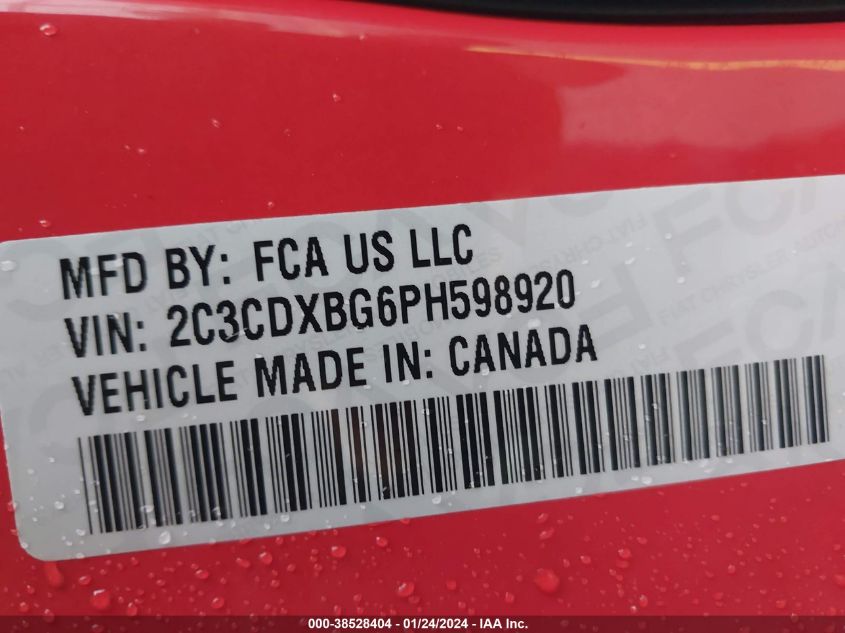 MFD BY: FCA US LLC
VIN: 2C3CDXBG6PH598920
VEHICLE MADE IN: CANADA
000-38528404 - 01/24/2024 - IAA Inc.